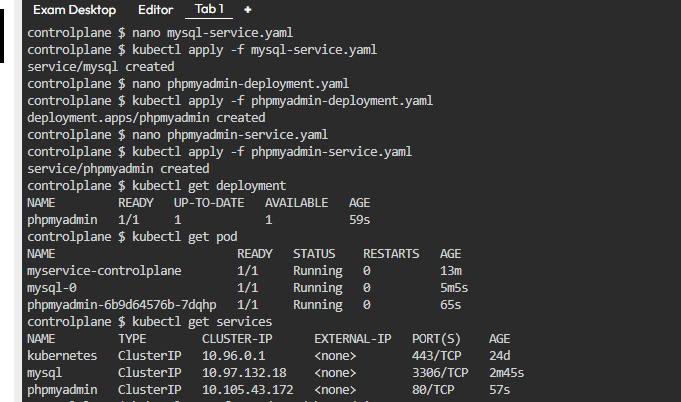 Exam Desktop Editor Tab 1 +
controlplane $ nano mysql-service.yaml
controlplane $ kubectl apply -f mysql-service.yaml
service/mysql created
controlplane $ nano phpmyadmin-deployment.yaml
controlplane $ kubectl apply -f phpmyadmin-deployment.yaml
deployment.apps/phpmyadmin created
controlplane $ nano phpmyadmin-service.yaml
controlplane $ kubectl apply -f phpmyadmin-service.yaml
service/phpmyadmin created
controlplane $ kubectl get deployment
NAME READY UP-TO-DATE AVAILABLE AGE
phpmyadmin 1/1 1 1 59s
controlplane $ kubectl get pod
NAME READY STATUS RESTARTS AGE
myservice-controlplane 1/1 Running 0 13m
mysql-0 1/1 Running 0 5m5s
phpmyadmin-6b9d64576b-7dqhp 1/1 Running 0 65s
controlplane $ kubectl get services
NAME TYPE CLUSTER-IP EXTERNAL-IP PORT(S) AGE
kubernetes ClusterIP 10.96.0.1 <none> 443/TCP 24d
mysql ClusterIP 10.97.132.18 <none> 3306/TCP 2m45s
phpmyadmin ClusterIP 10.105.43.172 <none> 80/TCP 57s